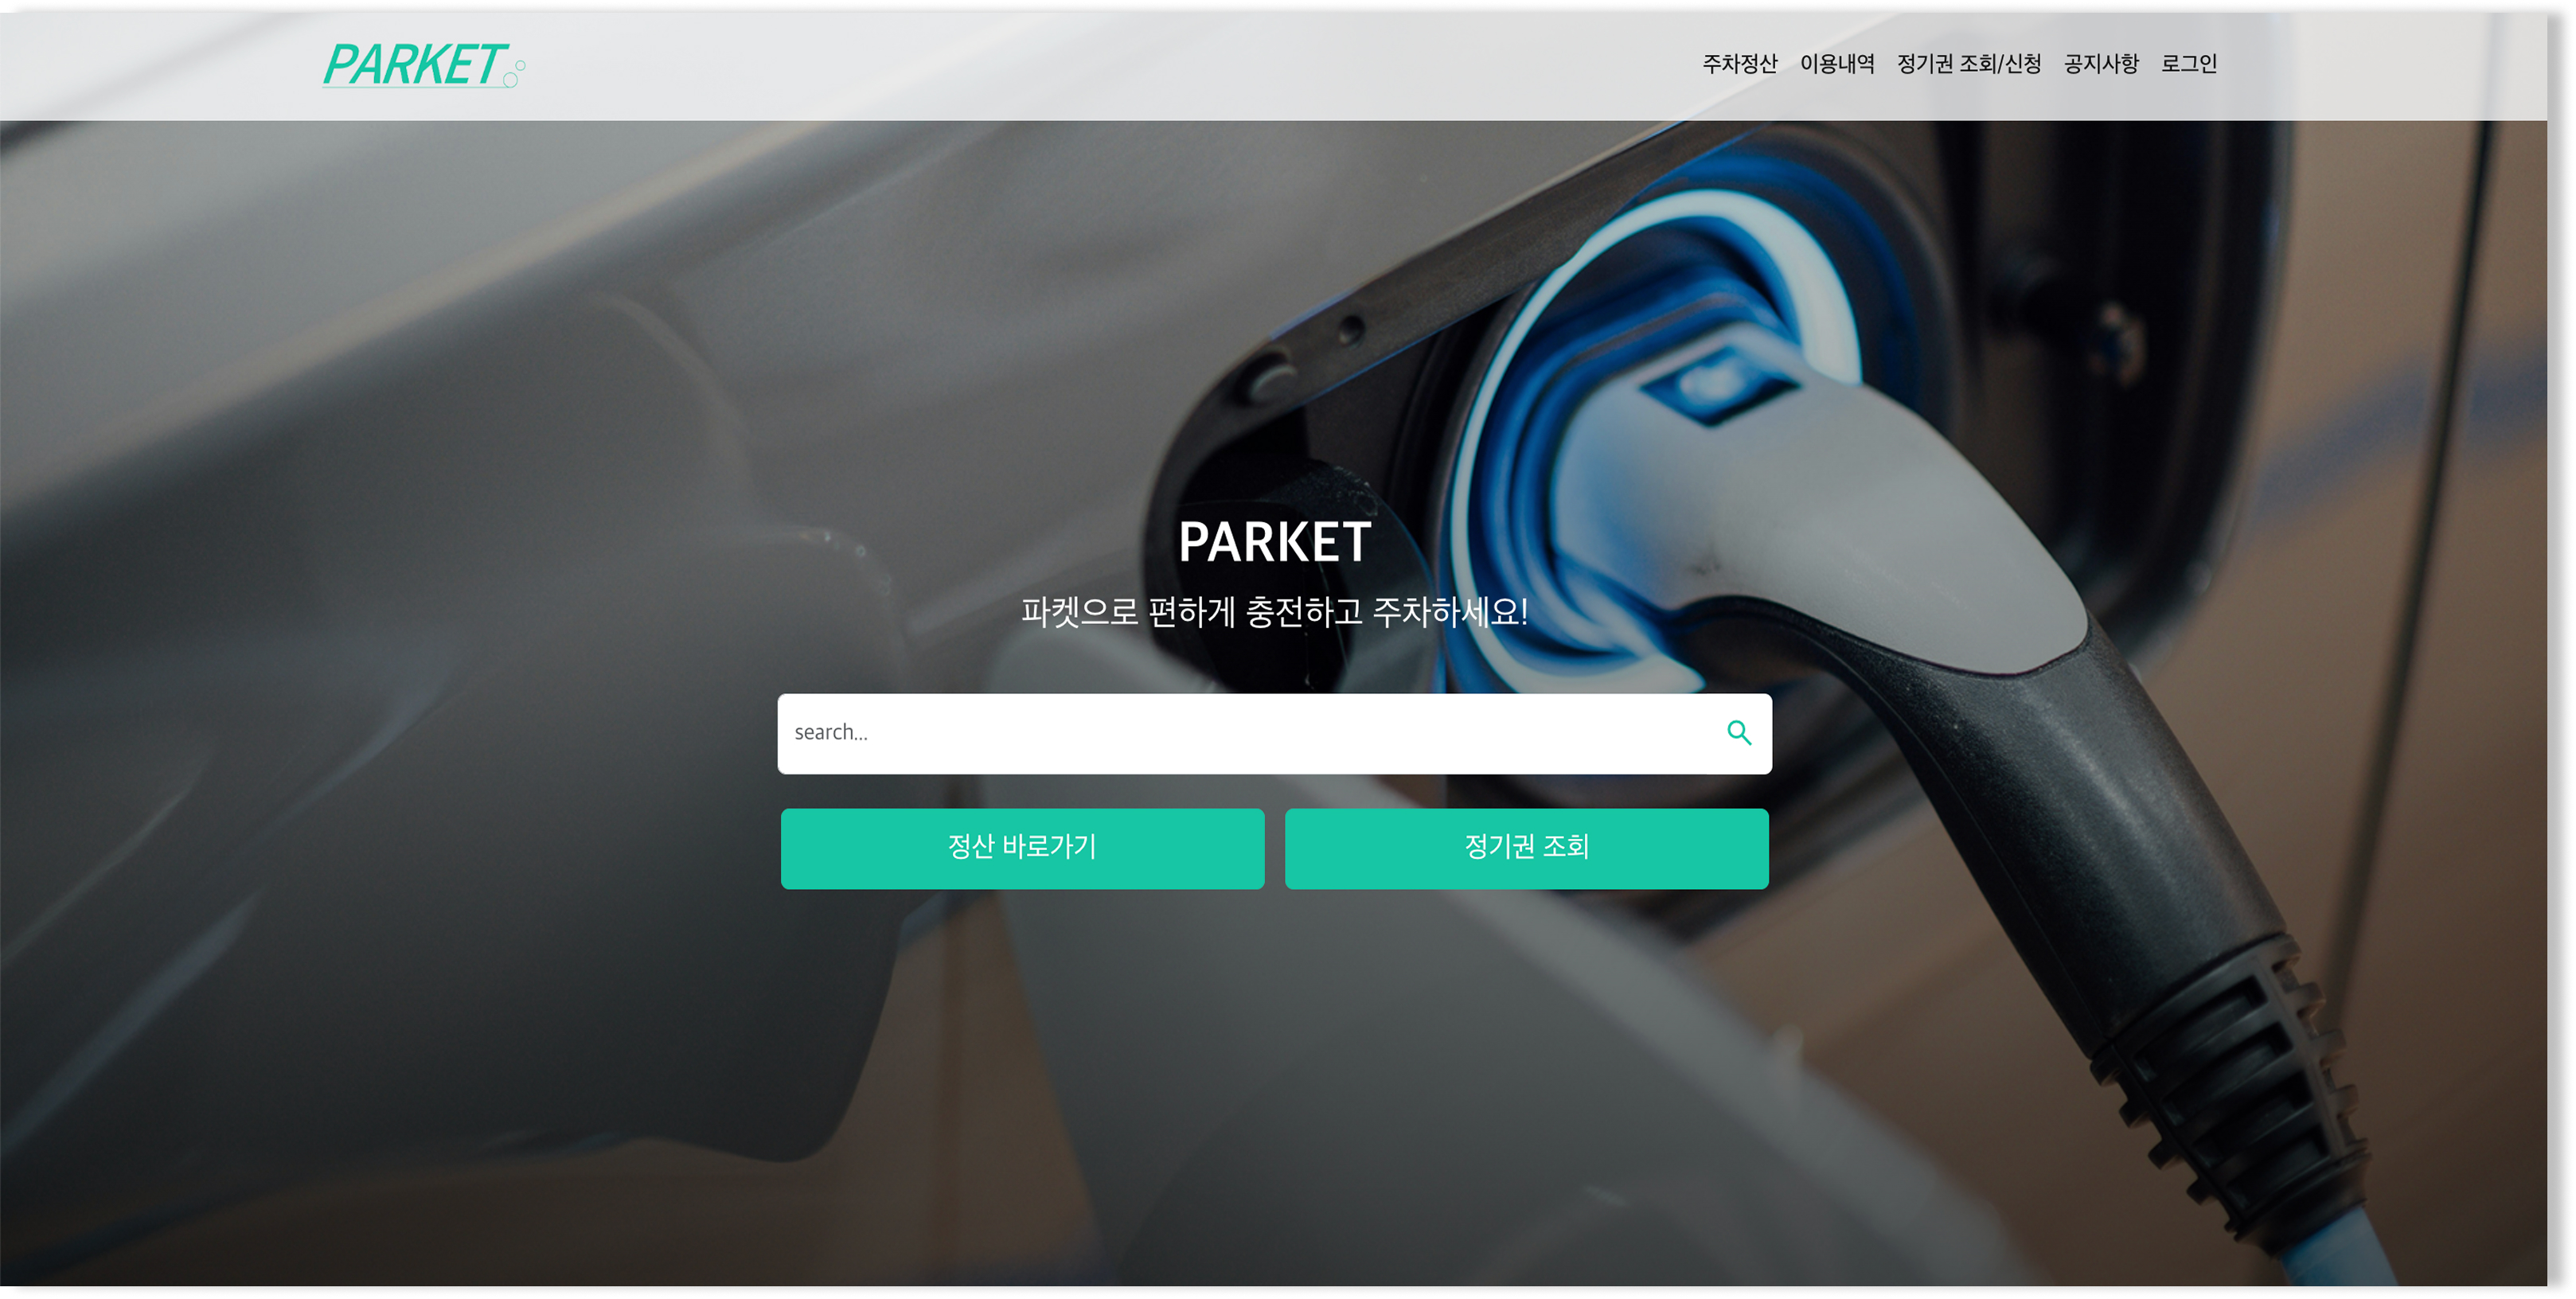 PARKET
주차정산 이용내역 정기권 조회/신청 공지사항 로그인
PARKET
파켓으로 편하게 충전하고 주차하세요!
search...
정산 바로가기
정기권 조회